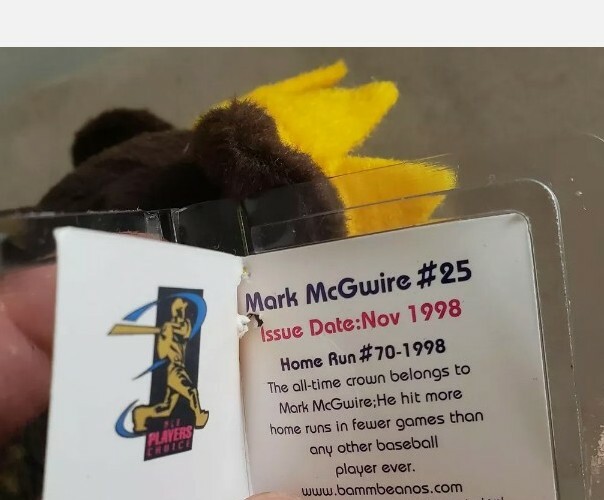 PLAYERS
CHOICE
Mark McGwire #25
Issue Date:Nov 1998
Home Run #70-1998
The all-time crown belongs to
Mark McGwire;He hit more
home runs in fewer games than
any other baseball
player ever.
www.bammbeanos.com